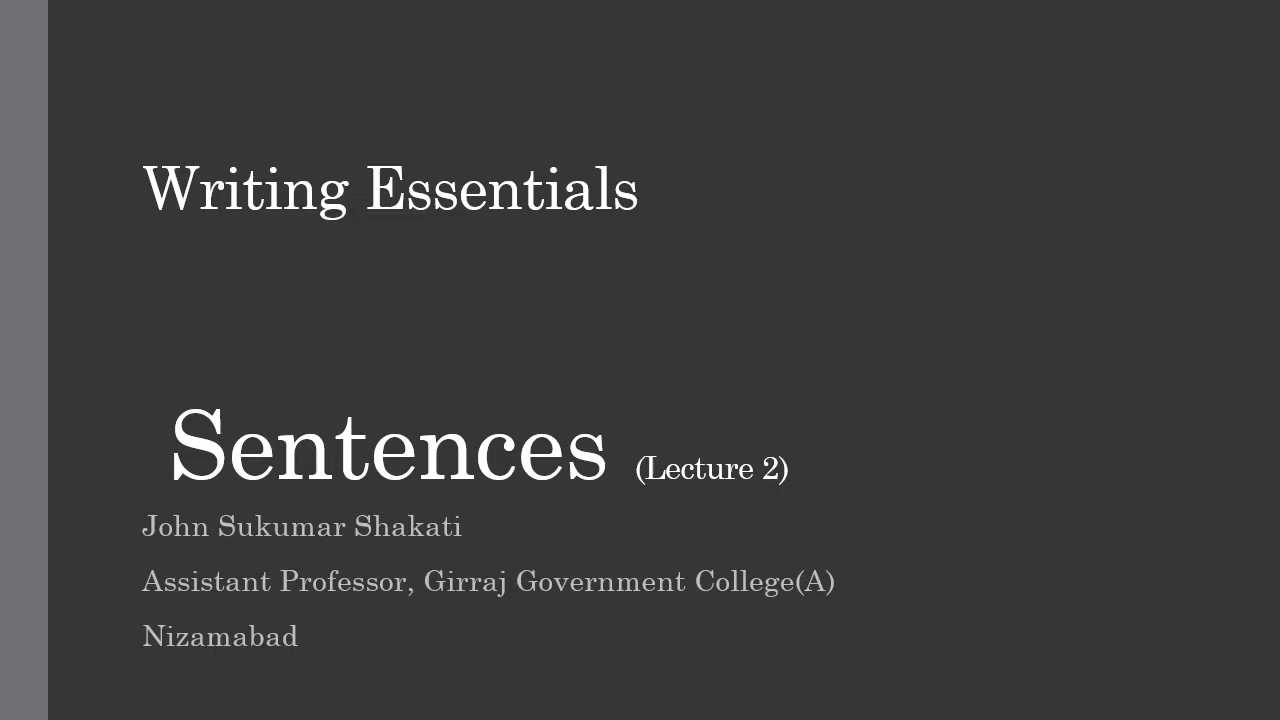 Writing Essentials
Sentences (Lecture 2)
John Sukumar Shakati
Assistant Professor, Girraj Government College(A)
Nizamabad